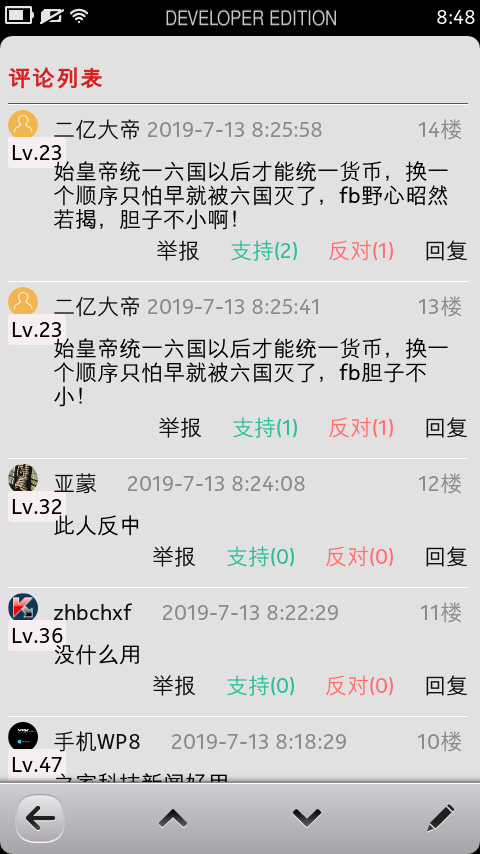 DEVELOPER EDITION 8:48
评论列表
二亿大帝 2019-7-13 8:25:58 14楼
Lv.23
始皇帝统一六国以后才能统一货币，换一
个顺序只怕早就被六国灭了，fb野心昭然
若揭，胆子不小啊！
举报 支持(2) 反对(1) 回复
二亿大帝 2019-7-13 8:25:41 13楼
Lv.23
始皇帝统一六国以后才能统一货币，换一
个顺序只怕早就被六国灭了，fb胆子不
小！
举报 支持(1) 反对(1) 回复
亚蒙 2019-7-13 8:24:08 12楼
Lv.32
此人反中
举报 支持(0) 反对(0) 回复
zhbchxf 2019-7-13 8:22:29 11楼
Lv.36
没什么用
举报 支持(0) 反对(0) 回复
手机WP8 2019-7-13 8:18:29 10楼
Lv.47
之家科技新闻好用